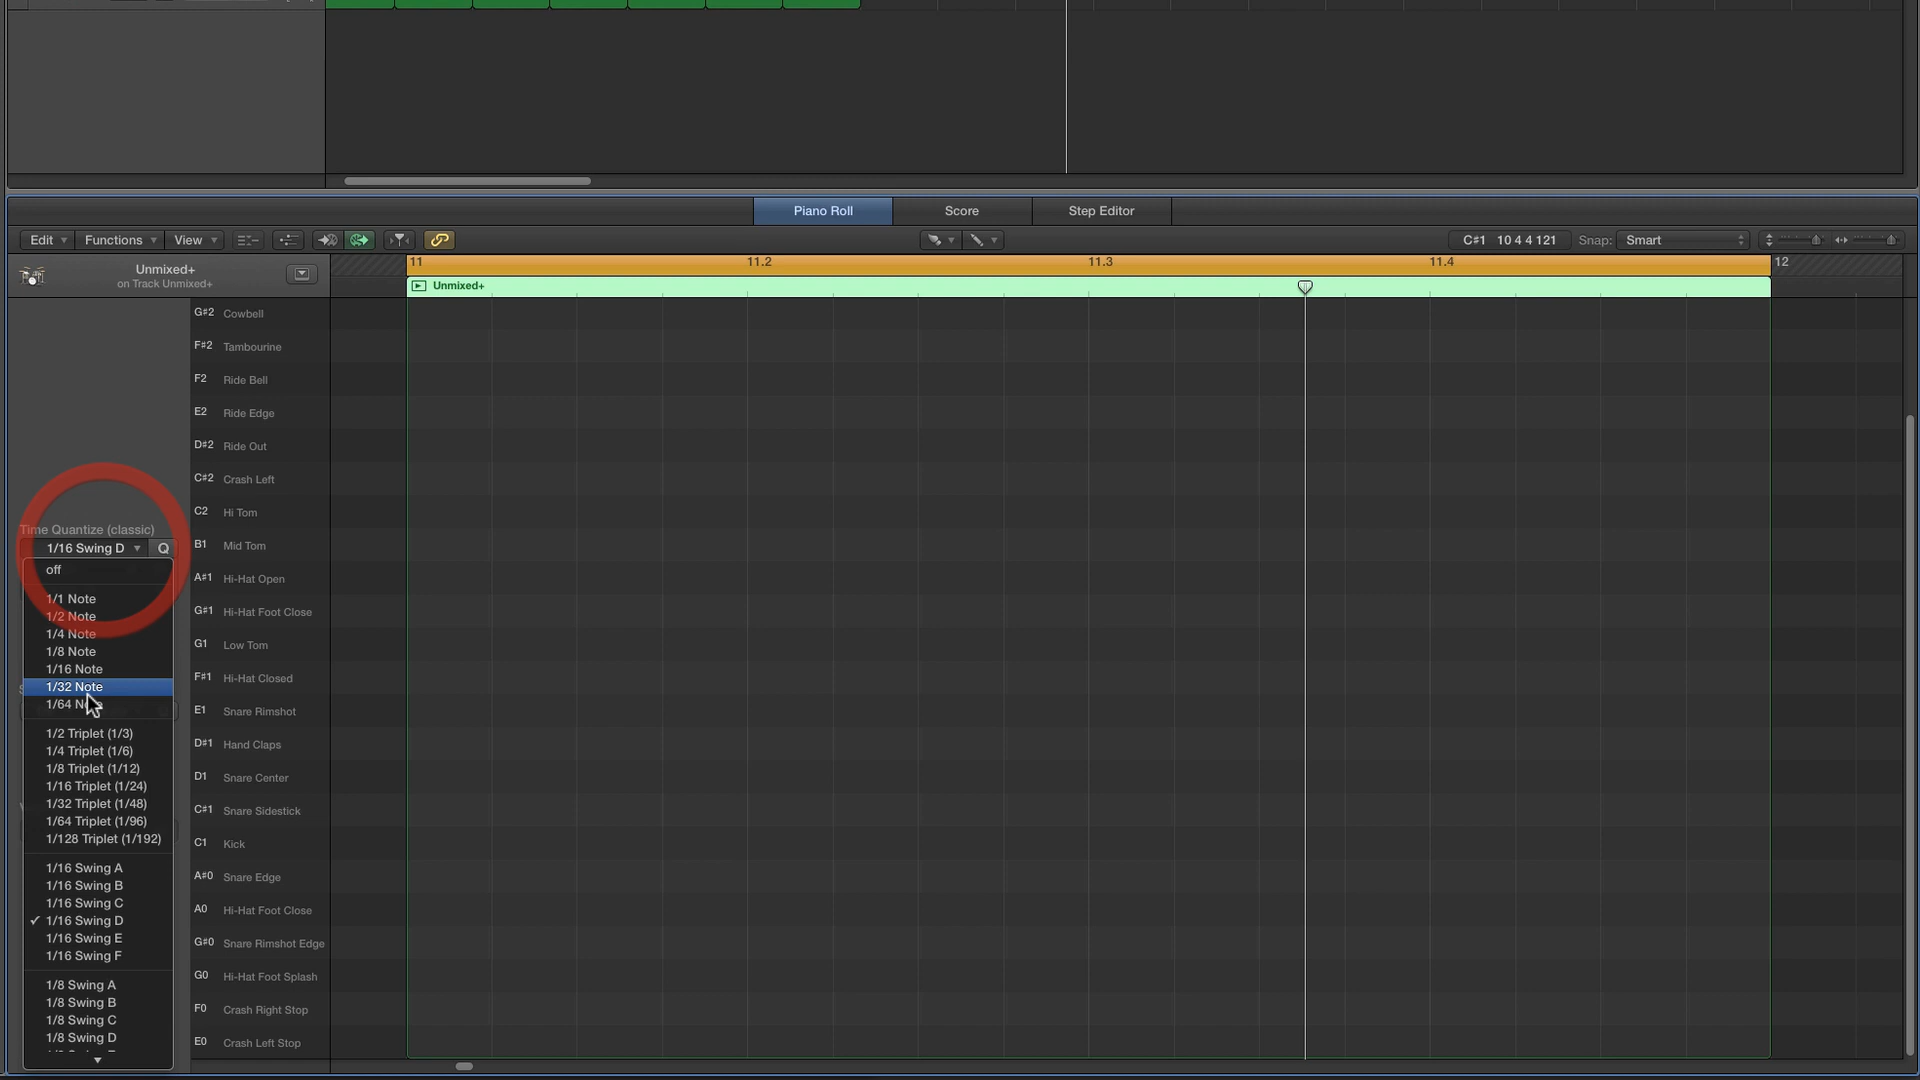 Piano Roll
Score
Step Editor
Edit
Functions
View
C#1 10 4 4 121
Snap:
Smart
Unmixed+
on Track Unmixed+
11
11.2
11.3
11.4
12
Unmixed+
G#2 Cowbell
F#2 Tambourine
F2 Ride Bell
E2 Ride Edge
D#2 Ride Out
C#2 Crash Left
C2 Hi Tom
B1 Mid Tom
A#1 Hi-Hat Open
G#1 Hi-Hat Foot Close
G1 Low Tom
F#1 Hi-Hat Closed
E1 Snare Rimshot
D#1 Hand Claps
D1 Snare Center
C#1 Snare Sidestick
C1 Kick
A#0 Snare Edge
A0 Hi-Hat Foot Close
G#0 Snare Rimshot Edge
G0 Hi-Hat Foot Splash
F0 Crash Right Stop
E0 Crash Left Stop
Time Quantize (classic)
1/16 Swing D
Q
off
1/1 Note
1/2 Note
1/4 Note
1/8 Note
1/16 Note
1/32 Note
1/64 Note
1/2 Triplet (1/3)
1/4 Triplet (1/6)
1/8 Triplet (1/12)
1/16 Triplet (1/24)
1/32 Triplet (1/48)
1/64 Triplet (1/96)
1/128 Triplet (1/192)
1/16 Swing A
1/16 Swing B
1/16 Swing C
✓ 1/16 Swing D
1/16 Swing E
1/16 Swing F
1/8 Swing A
1/8 Swing B
1/8 Swing C
1/8 Swing D